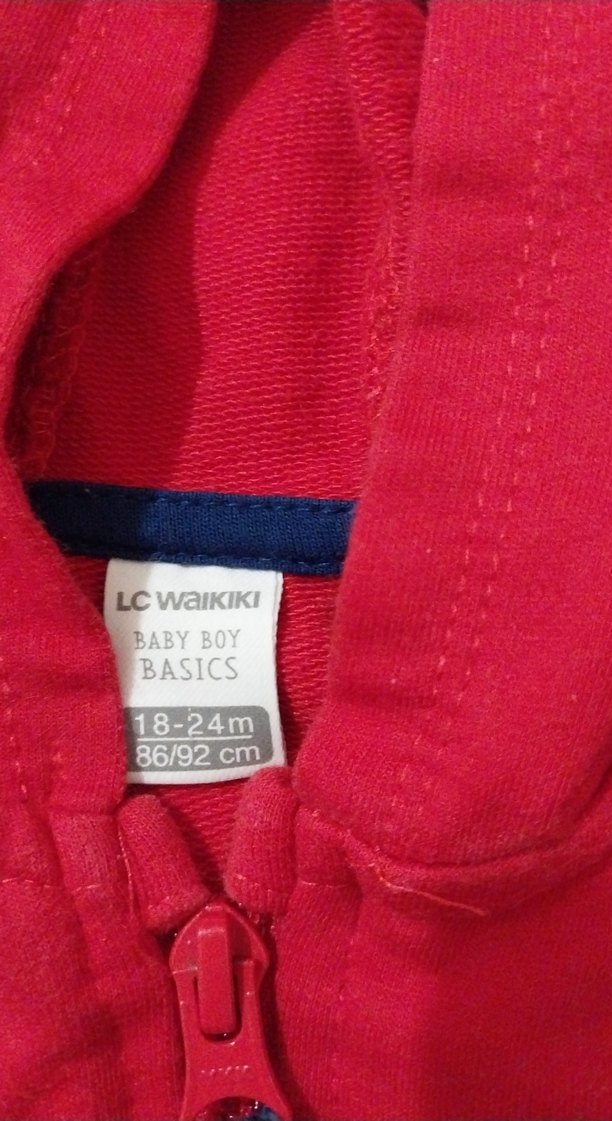 LC WAIKIKI
BABY BOY
BASICS
18-24m
86/92 cm